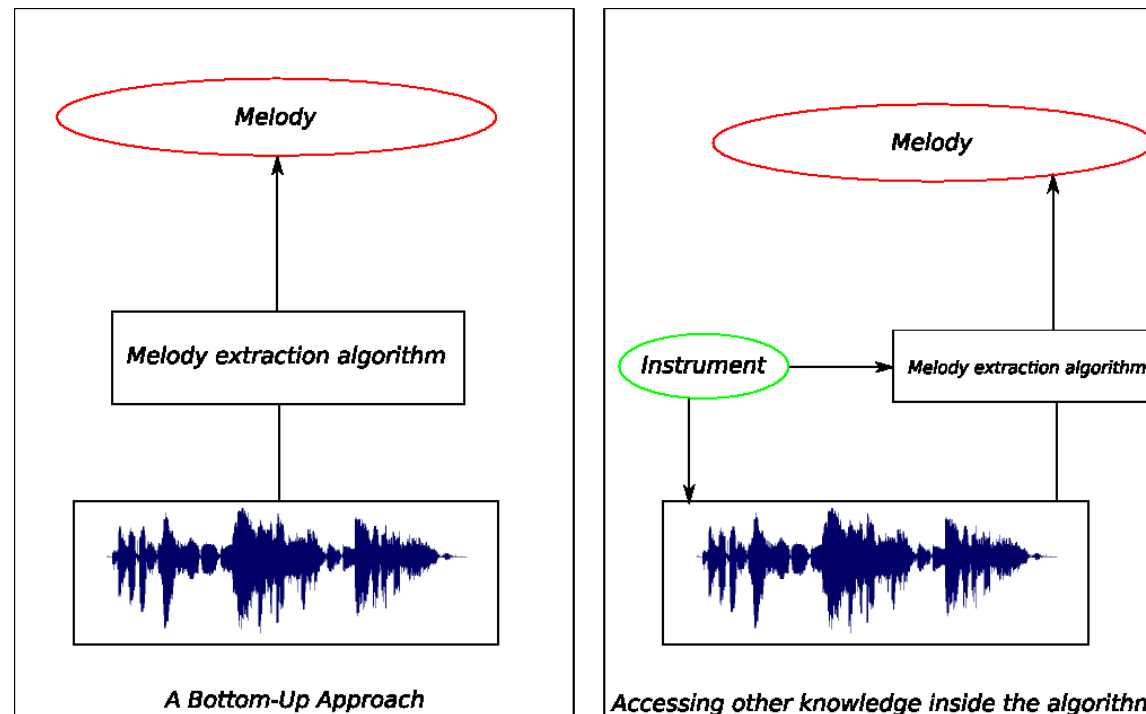 Melody
Melody extraction algorithm
A Bottom-Up Approach
Melody
Instrument
Melody extraction algorithm
Accessing other knowledge inside the algorithm